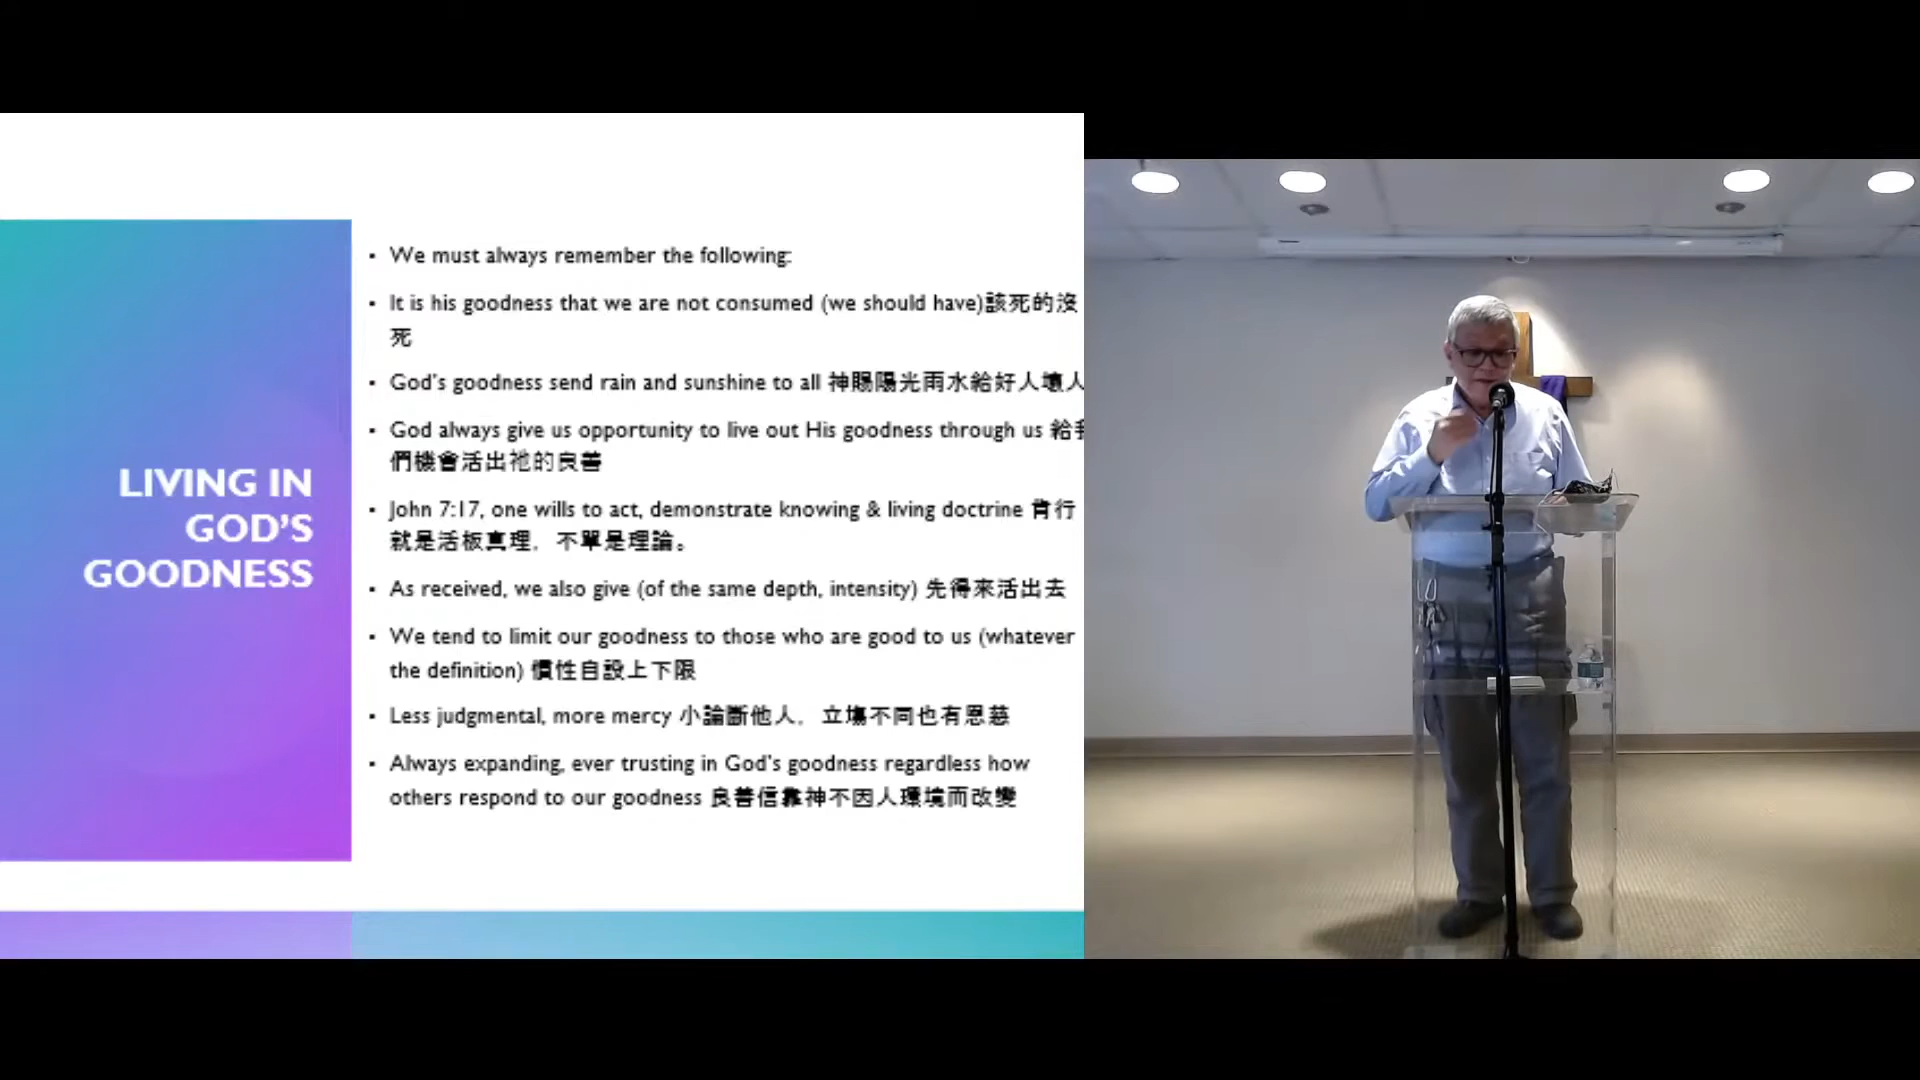 LIVING IN
GOD'S
GOODNESS
▪ We must always remember the following:
▪ It is his goodness that we are not consumed (we should have)該死的沒
死
▪ God's goodness send rain and sunshine to all 神賜陽光雨水給好人壞人
▪ God always give us opportunity to live out His goodness through us 給我
們機會活出祂的良善
▪ John 7:17, one wills to act, demonstrate knowing & living doctrine 肯行
就是活板真理，不單是理論。
▪ As received, we also give (of the same depth, intensity) 先得來活出去
▪ We tend to limit our goodness to those who are good to us (whatever
the definition) 慣性自設上下限
▪ Less judgmental, more mercy 小論斷他人，立場不同也有恩慈
▪ Always expanding, ever trusting in God's goodness regardless how
others respond to our goodness 良善信靠神不因人環境而改變